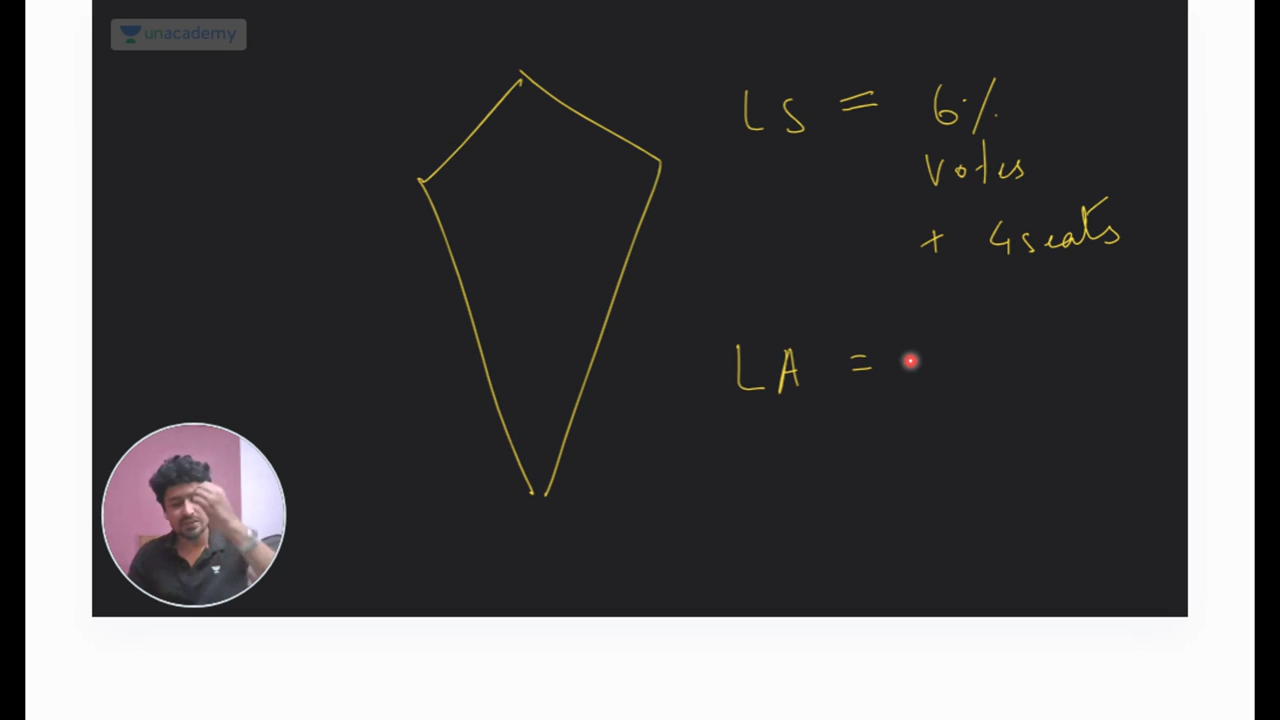 unacademy
LS = 6%
votes
+ 4 seats
LA =